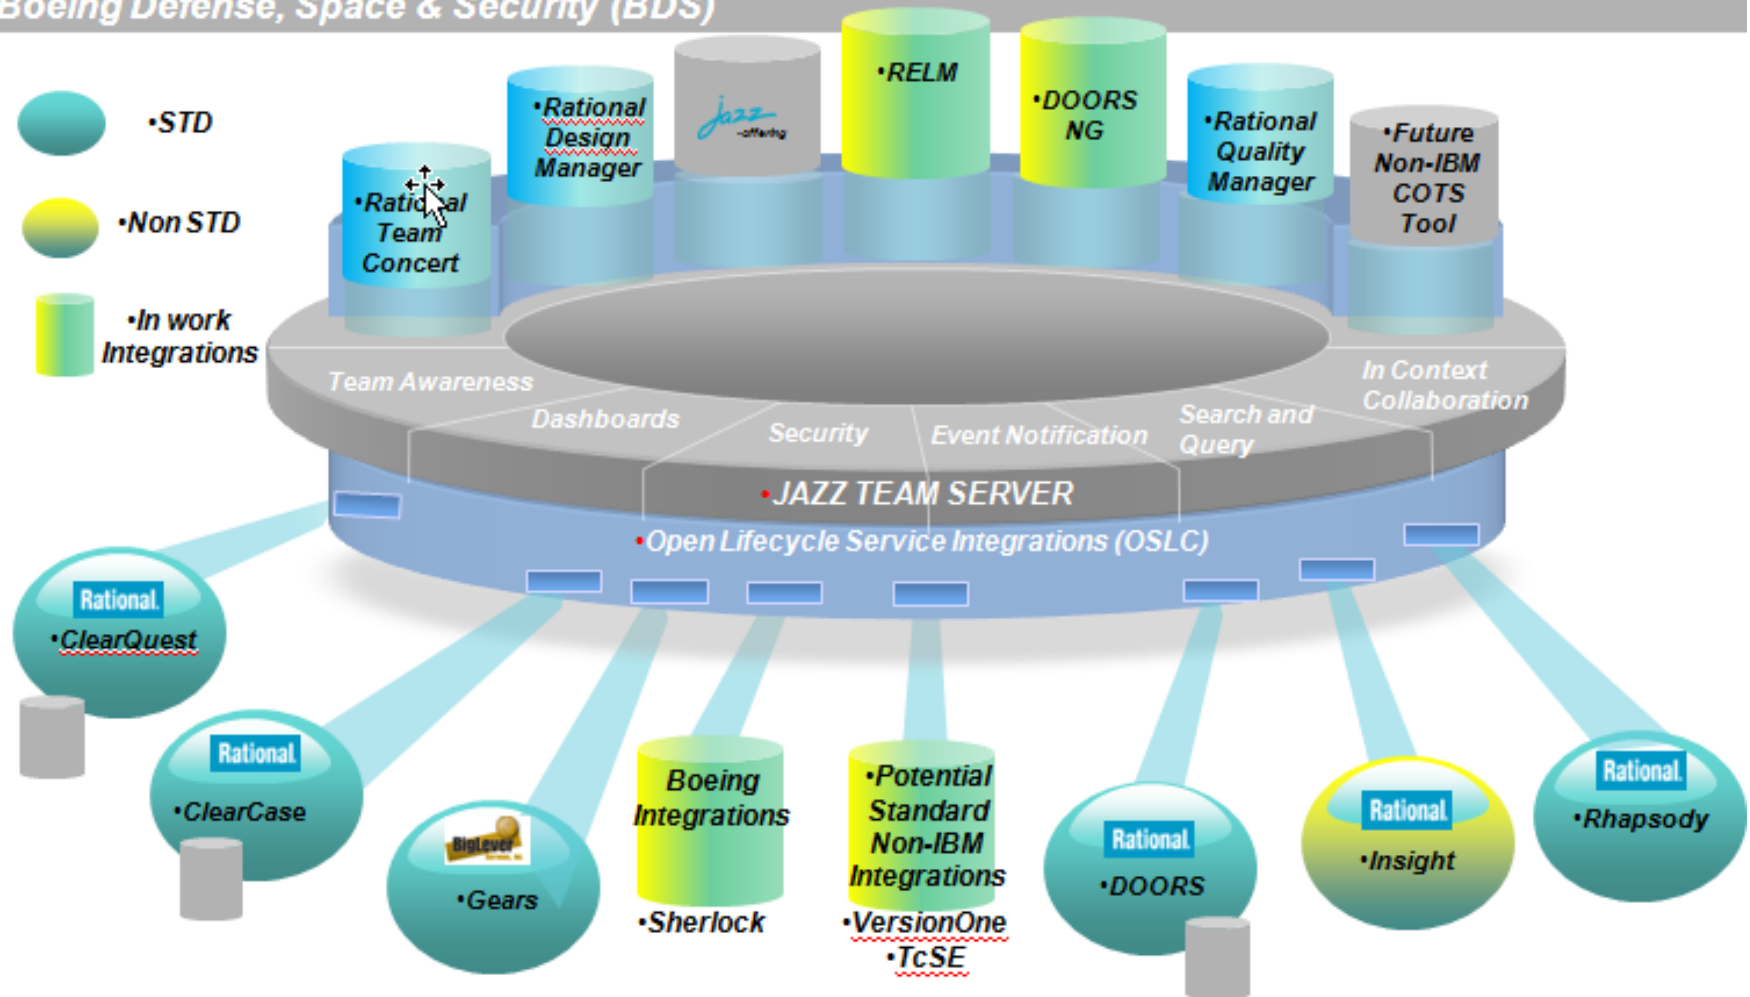 Boeing Defense, Space & Security (BDS)
•STD
•Non STD
•In work
Integrations
•Rational
Team
Concert
•Rational
Design
Manager
Jazz
-offering
•RELM
•DOORS
NG
•Rational
Quality
Manager
•Future
Non-IBM
COTS
Tool
Team Awareness
Dashboards
Security
Event Notification
Search and
Query
In Context
Collaboration
•JAZZ TEAM SERVER
•Open Lifecycle Service Integrations (OSLC)
Rational.
•ClearQuest
Rational.
•ClearCase
BigLever
•Gears
Boeing
Integrations
•Sherlock
•Potential
Standard
Non-IBM
Integrations
•VersionOne
•TcSE
Rational.
•DOORS
Rational.
•Insight
Rational.
•Rhapsody